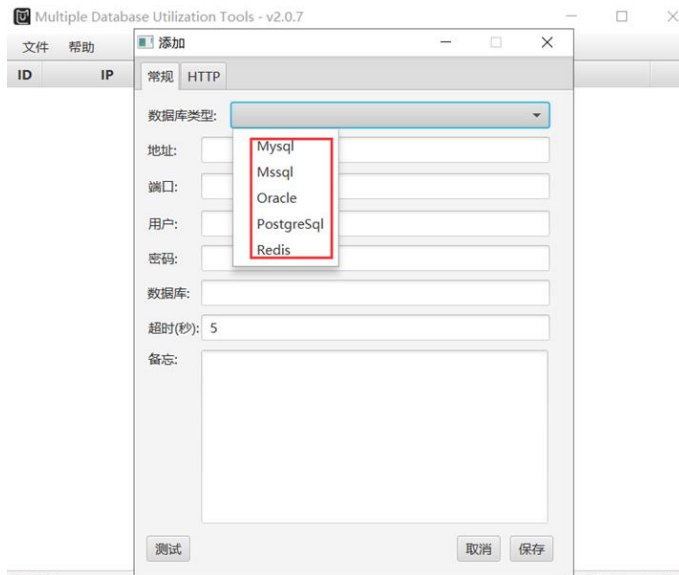 Multiple Database Utilization Tools - v2.0.7
文件 帮助
添加
ID IP
常规 HTTP
数据库类型:
Mysql
Mssql
Oracle
PostgreSql
Redis
地址:
端口:
用户:
密码:
数据库:
超时(秒): 5
备忘:
测试 取消 保存